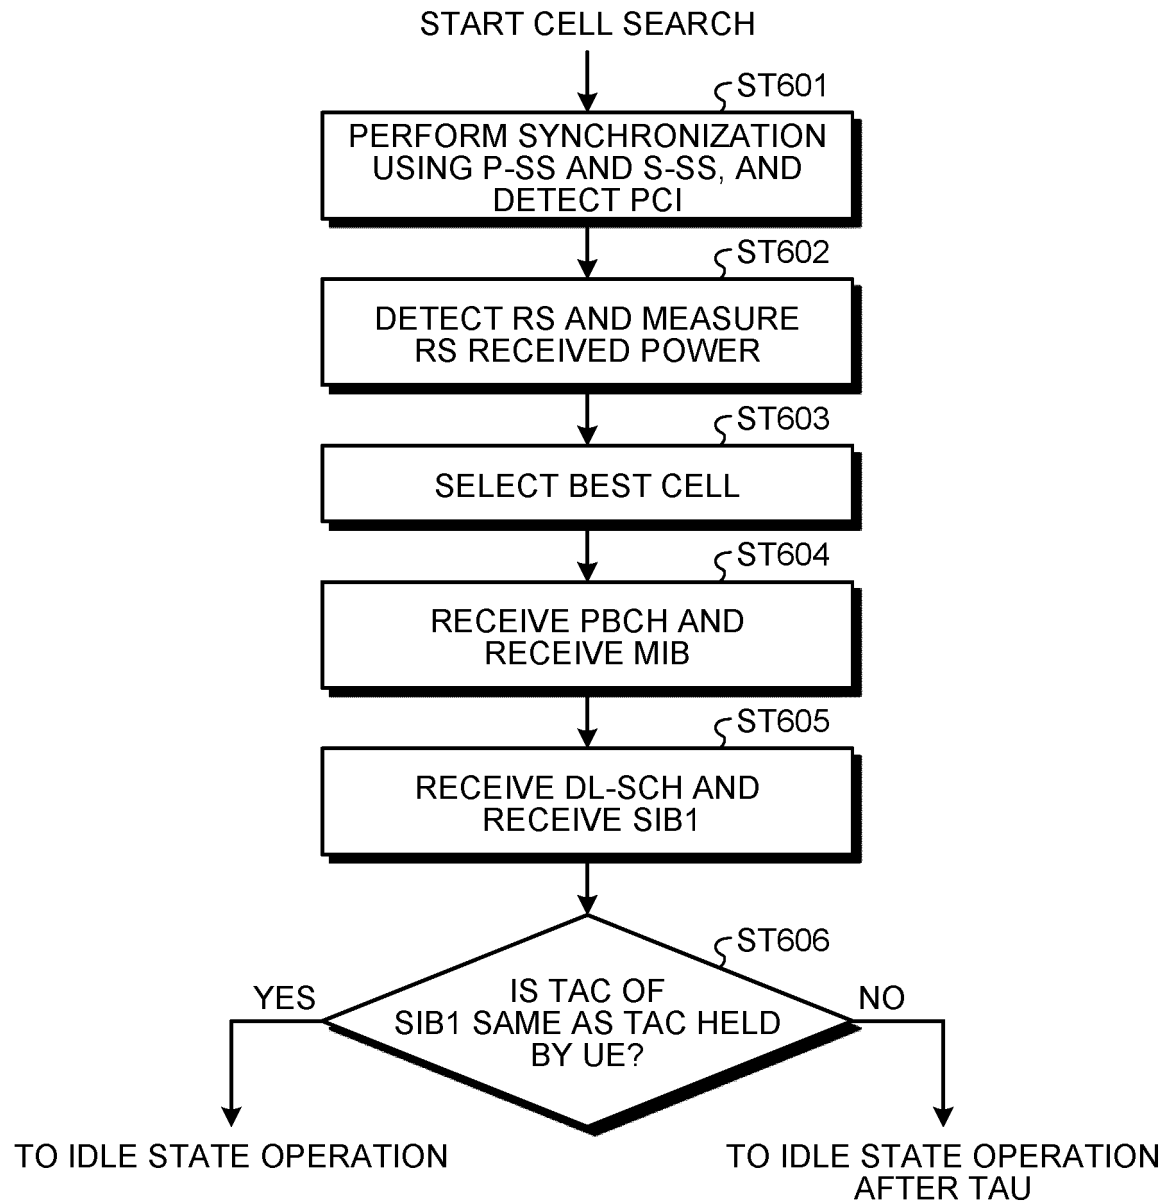 START CELL SEARCH
ST601
PERFORM SYNCHRONIZATION
USING P-SS AND S-SS, AND
DETECT PCI
ST602
DETECT RS AND MEASURE
RS RECEIVED POWER
ST603
SELECT BEST CELL
ST604
RECEIVE PBCH AND
RECEIVE MIB
ST605
RECEIVE DL-SCH AND
RECEIVE SIB1
ST606
IS TAC OF
SIB1 SAME AS TAC HELD
BY UE?
YES
NO
TO IDLE STATE OPERATION
TO IDLE STATE OPERATION
AFTER TAU